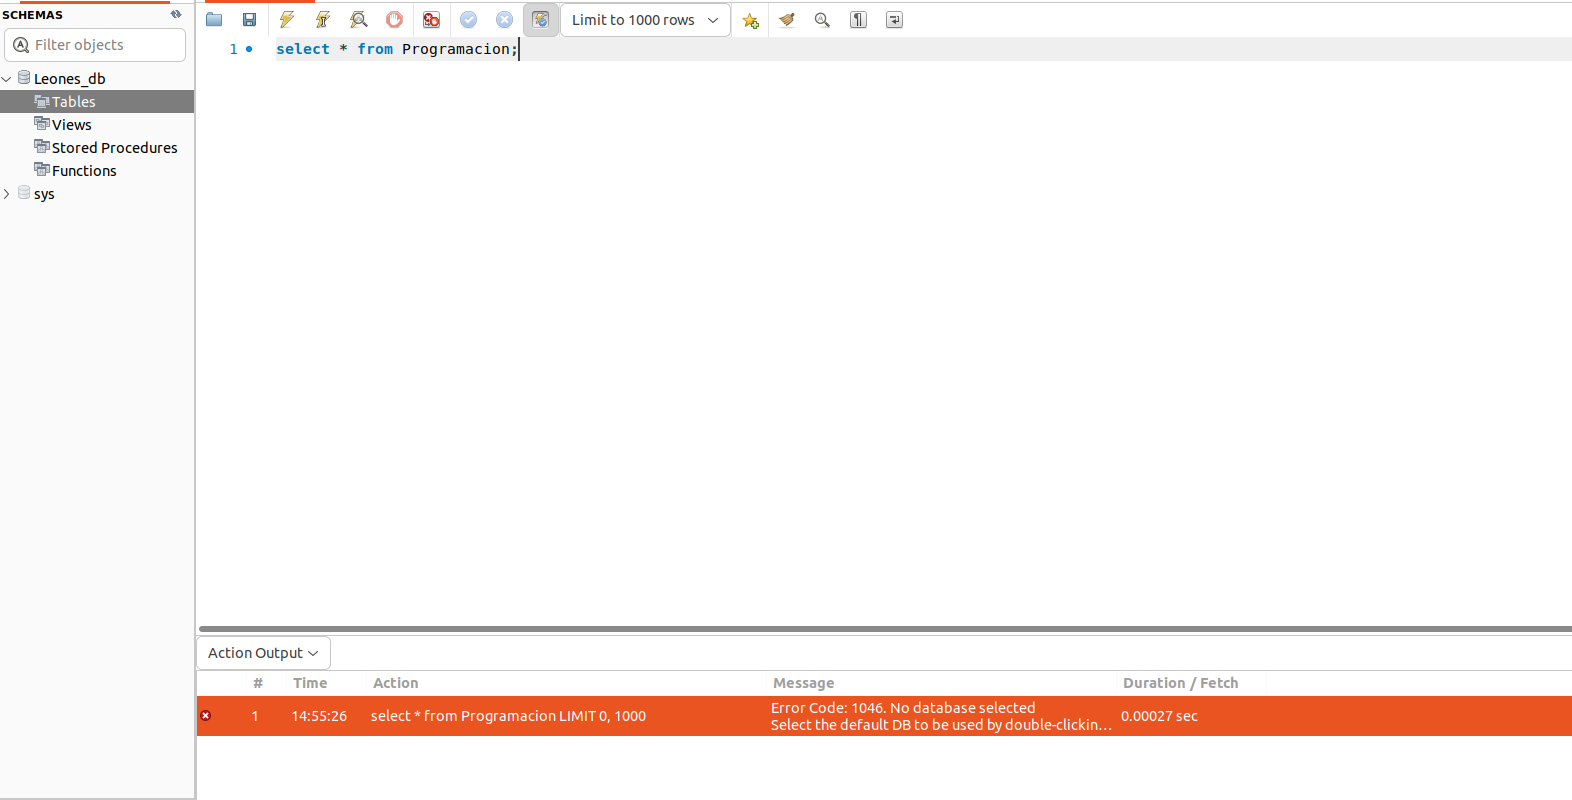 SCHEMAS
Filter objects
Leones_db
Tables
Views
Stored Procedures
Functions
sys
Limit to 1000 rows
1
select * from Programacion;
Action Output
# Time Action Message Duration / Fetch
1 14:55:26 select * from Programacion LIMIT 0, 1000 Error Code: 1046. No database selected 0.00027 sec
Select the default DB to be used by double-clickin...